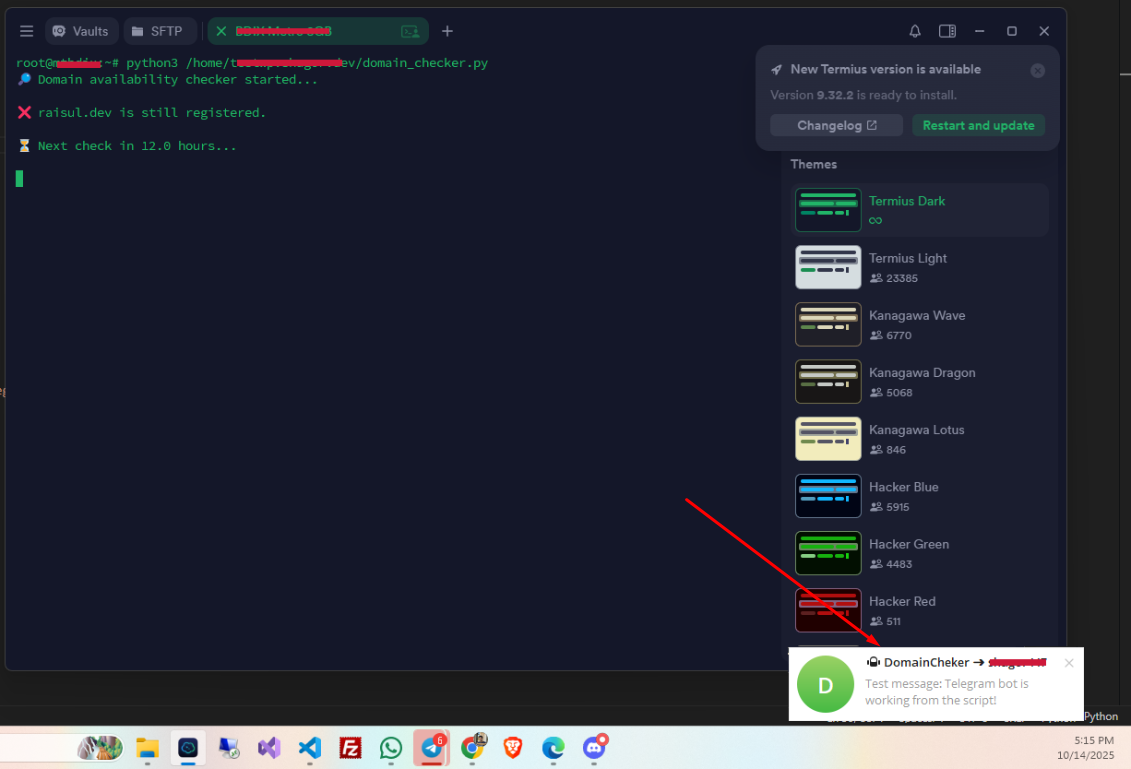 Vaults
SFTP
root@ :~# python3 /home/ dev/domain_checker.py
Domain availability checker started...
raisul.dev is still registered.
Next check in 12.0 hours...
New Termius version is available
Version 9.32.2 is ready to install.
Changelog
Restart and update
Themes
Termius Dark
Termius Light
23385
Kanagawa Wave
6770
Kanagawa Dragon
5068
Kanagawa Lotus
846
Hacker Blue
5915
Hacker Green
4483
Hacker Red
511
D
DomainCheker →
Test message: Telegram bot is
working from the script!
Python
6
5:15 PM
10/14/2025